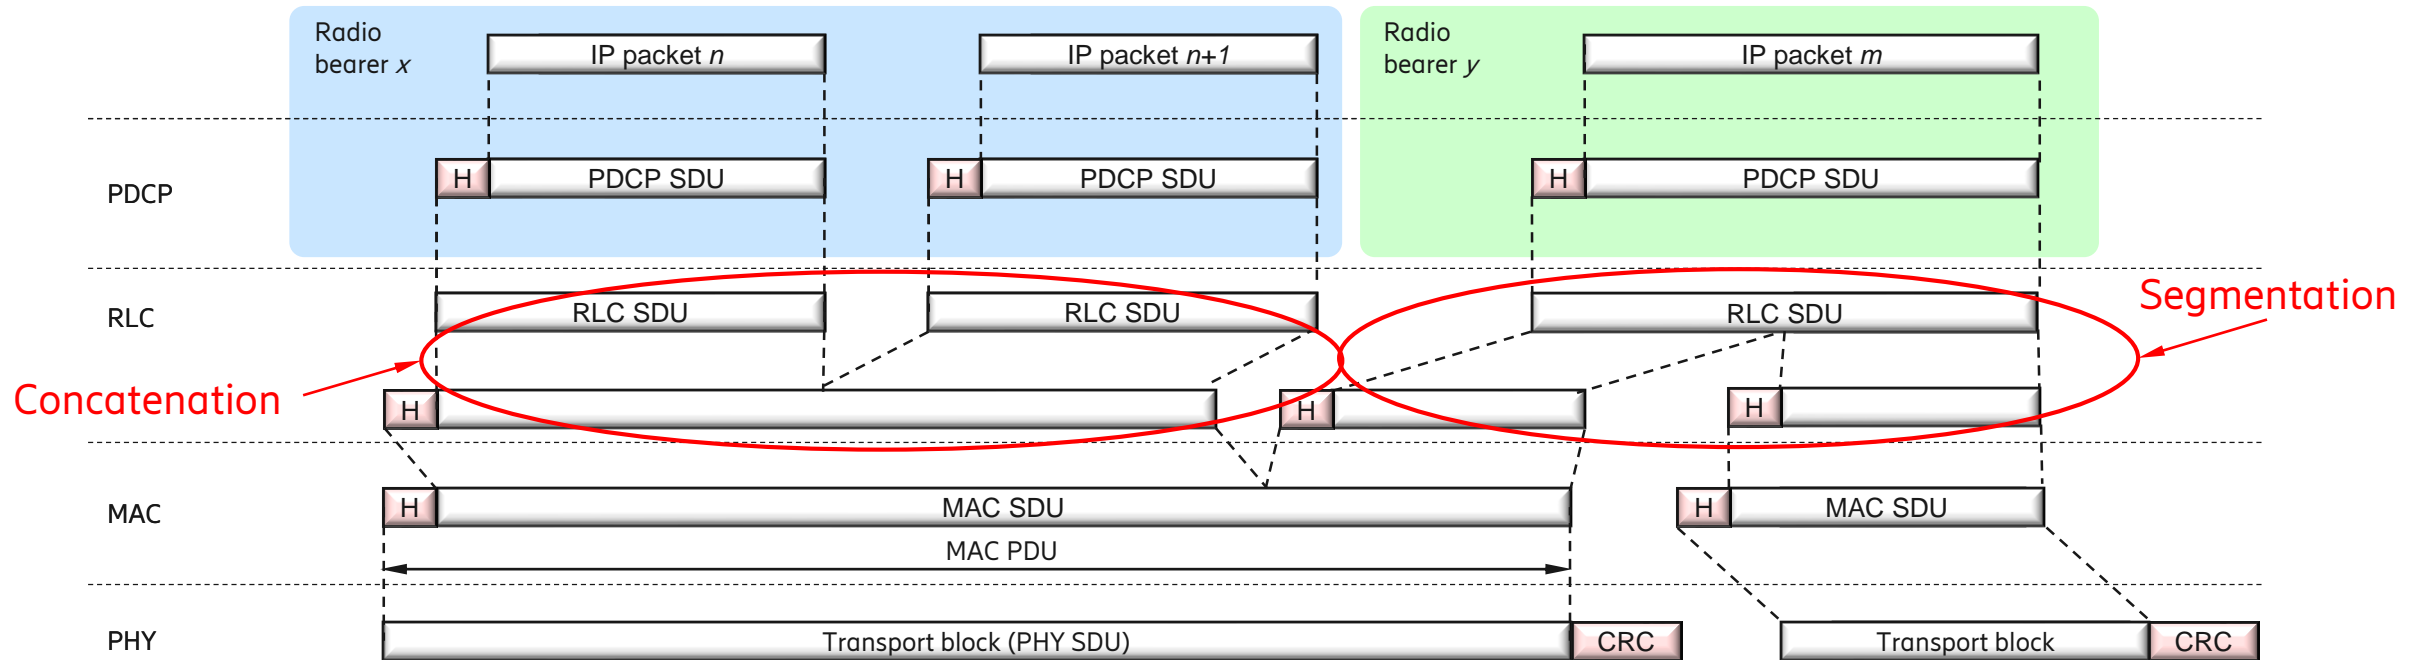 Radio
bearer x
IP packet n
IP packet n+1
Radio
bearer y
IP packet m
PDCP
H
PDCP SDU
H
PDCP SDU
H
PDCP SDU
RLC
RLC SDU
RLC SDU
RLC SDU
Segmentation
Concatenation
H
H
H
MAC
H
MAC SDU
H
MAC SDU
MAC PDU
PHY
Transport block (PHY SDU)
CRC
Transport block
CRC